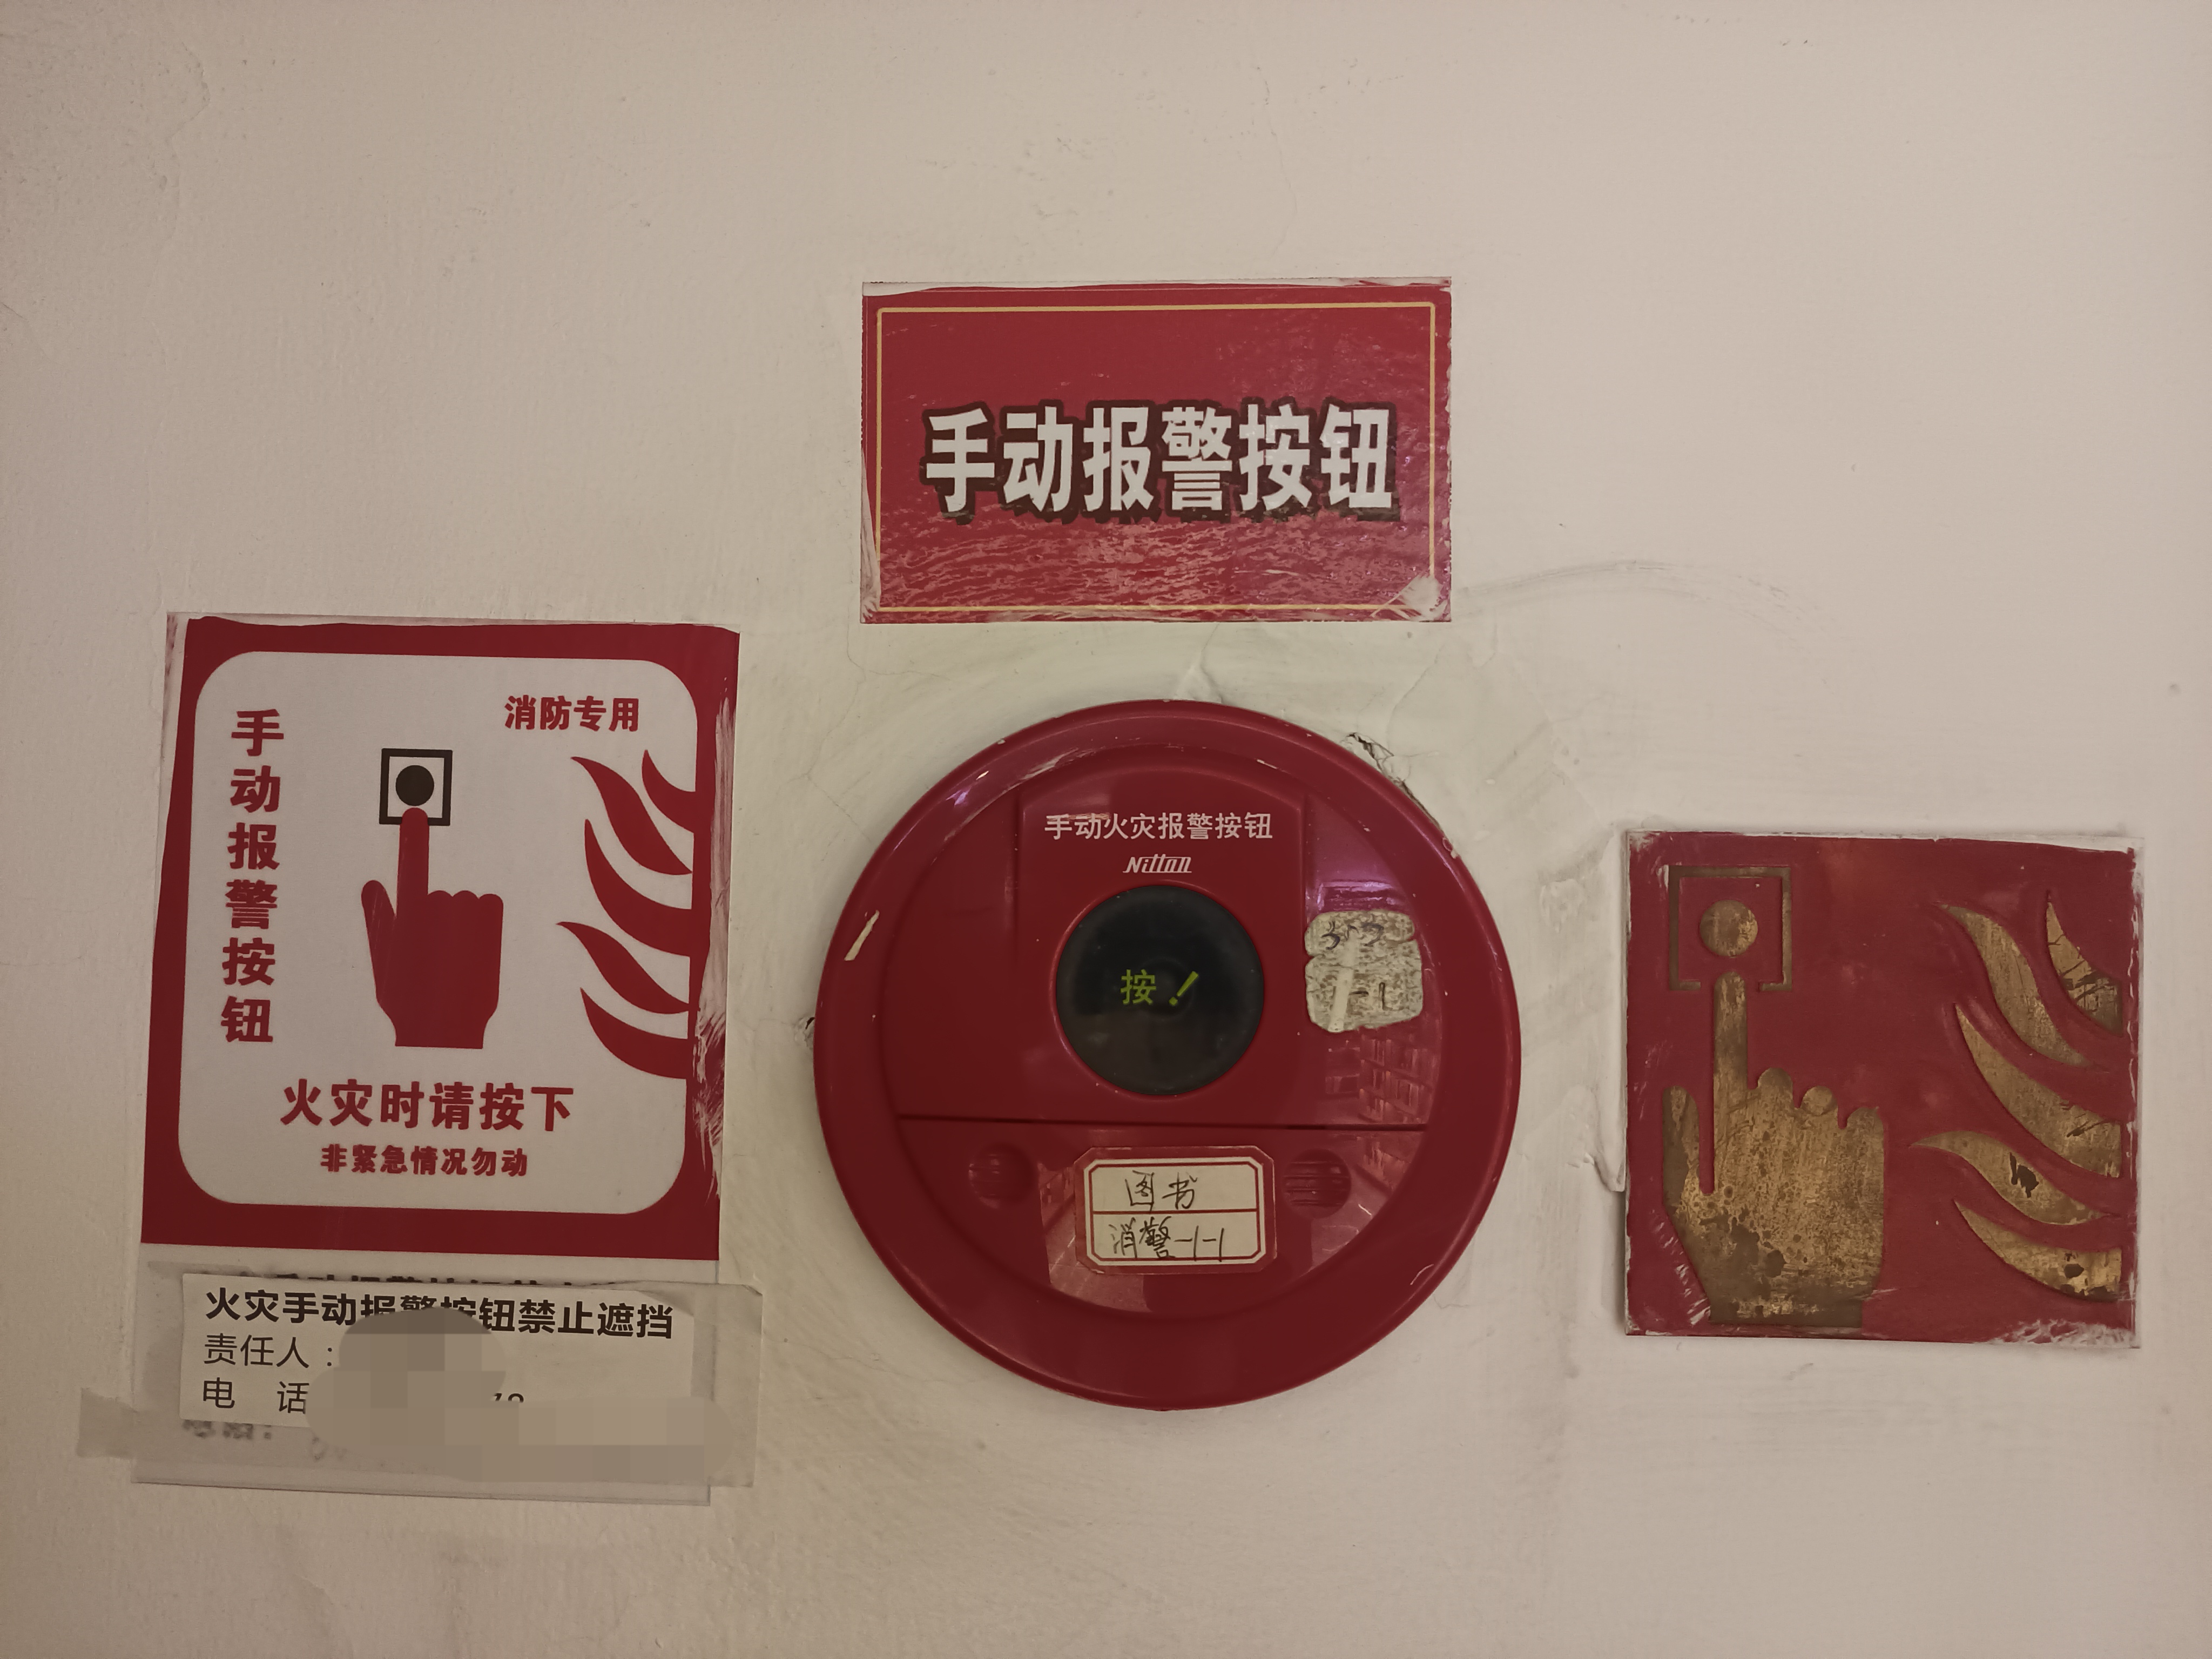 手动报警按钮
消防专用
手动报警按钮
火灾时请按下
非紧急情况勿动
火灾手动报警按钮禁止遮挡
责任人：
电 话
手动火灾报警按钮
Nittan
按！
图书
消警-1-1